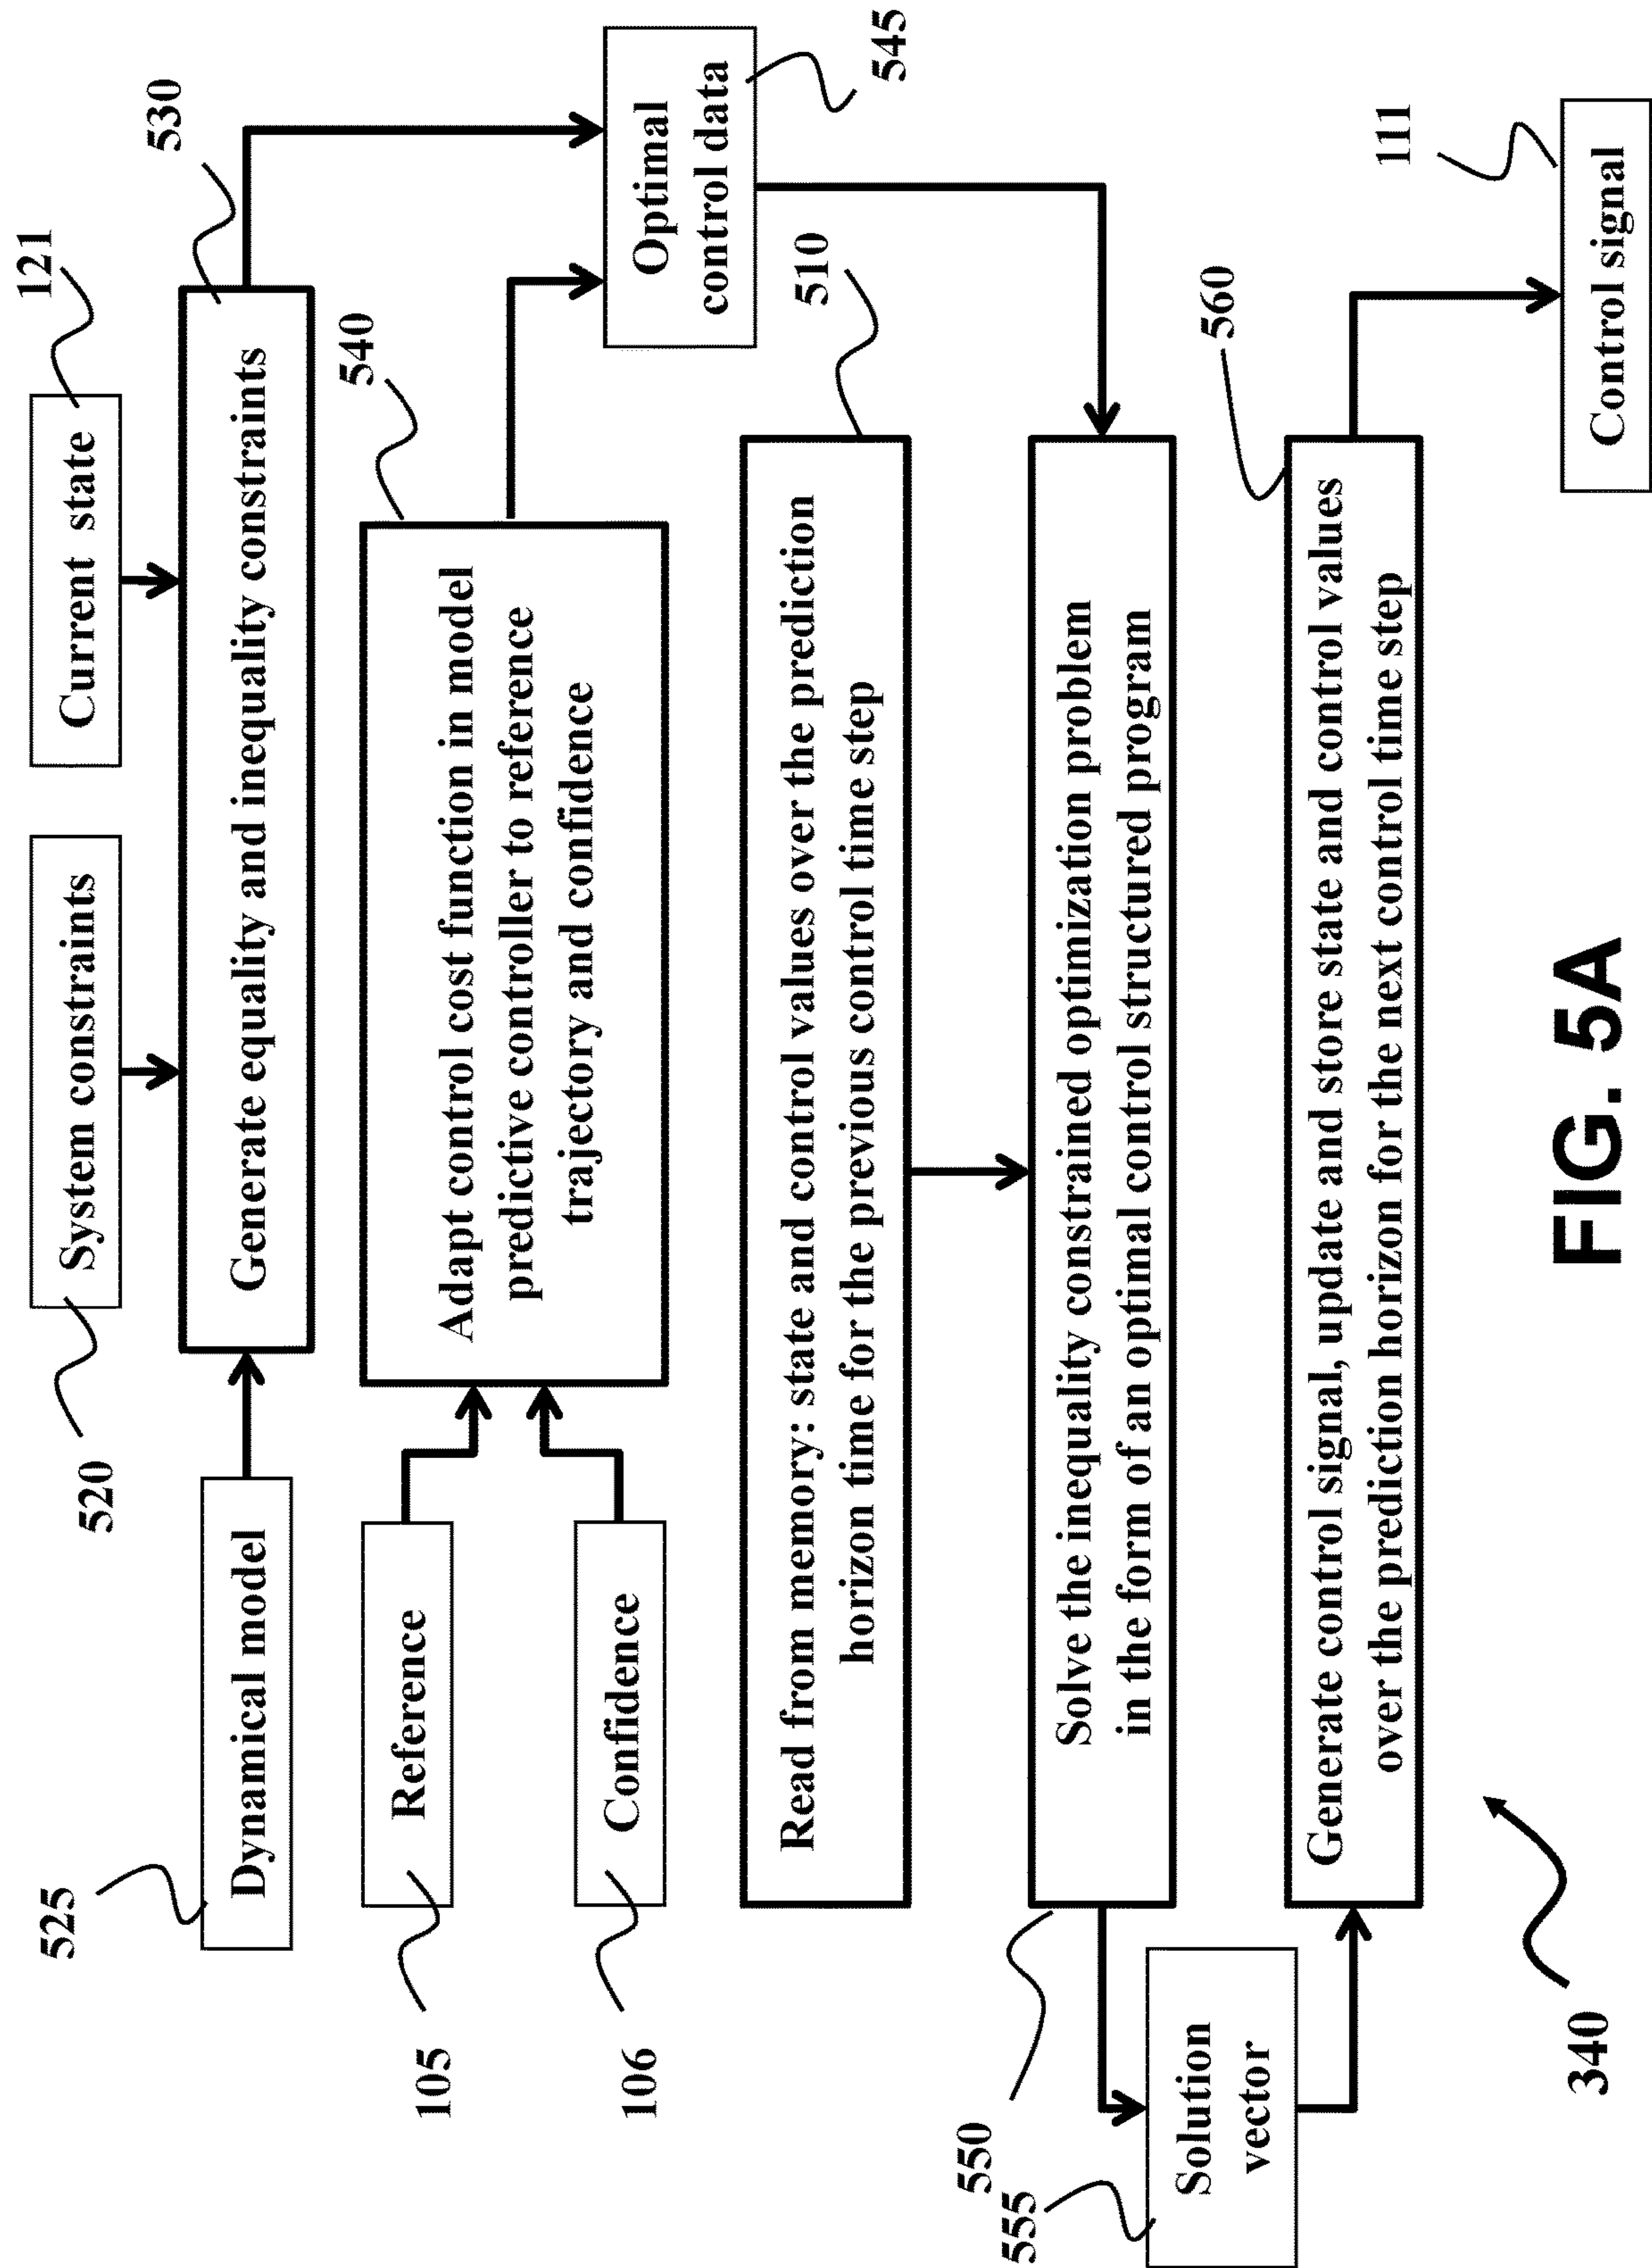 520
System constraints
Current state
121
525
Dynamical model
Generate equality and inequality constraints
530
105
Reference
106
Confidence
Adapt control cost function in model
predictive controller to reference
trajectory and confidence
540
Optimal
control data
545
Read from memory: state and control values over the prediction
horizon time for the previous control time step
510
550
Solve the inequality constrained optimization problem
in the form of an optimal control structured program
555
Solution
vector
Generate control signal, update and store state and control values
over the prediction horizon for the next control time step
560
Control signal
111
340
FIG. 5A